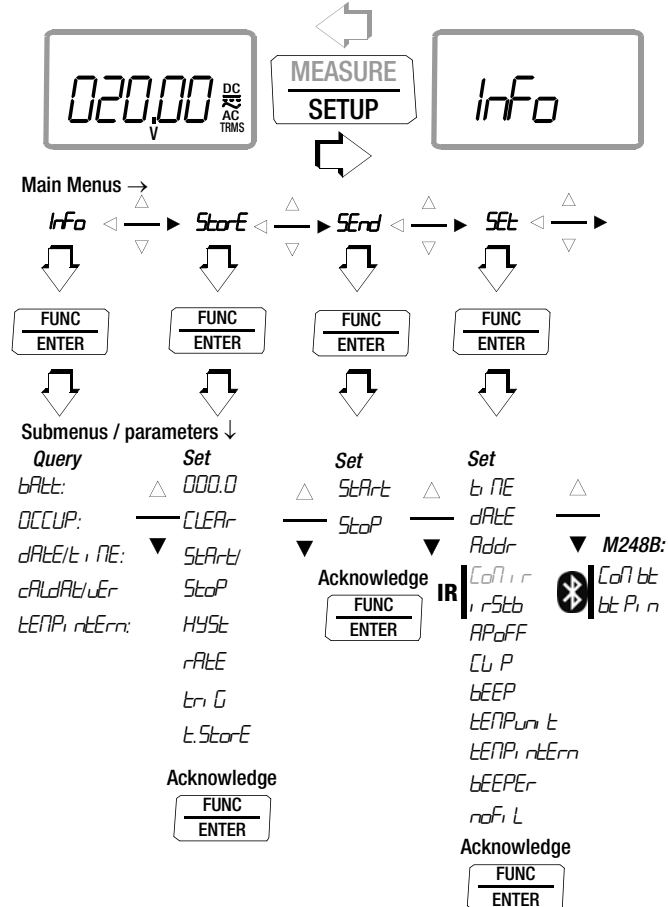 MEASURE
SETUP
020.00 V DC AC TRMS
InFo
Main Menus →
InFo StorE SEnd SEt
FUNC ENTER
FUNC ENTER
FUNC ENTER
FUNC ENTER
Submenus / parameters ↓
Query
bAtt:
OCCUP:
dAtE/tiME:
cALdAt/uEr
tEMPintErn:
Set
000.0
CLEAr
StArt/
StoP
HYSt
rAtE
triG
t.StorE
Acknowledge
FUNC
ENTER
Set
StArt
StoP
Acknowledge
FUNC
ENTER
Set
tiME
dAtE
Addr
IR
CoMir
irStb
APoFF
CLiP
bEEP
tEMPunit
tEMPintErn
bEEPEr
noFiL
M248B:
CoM bt
bt Pin
Acknowledge
FUNC
ENTER